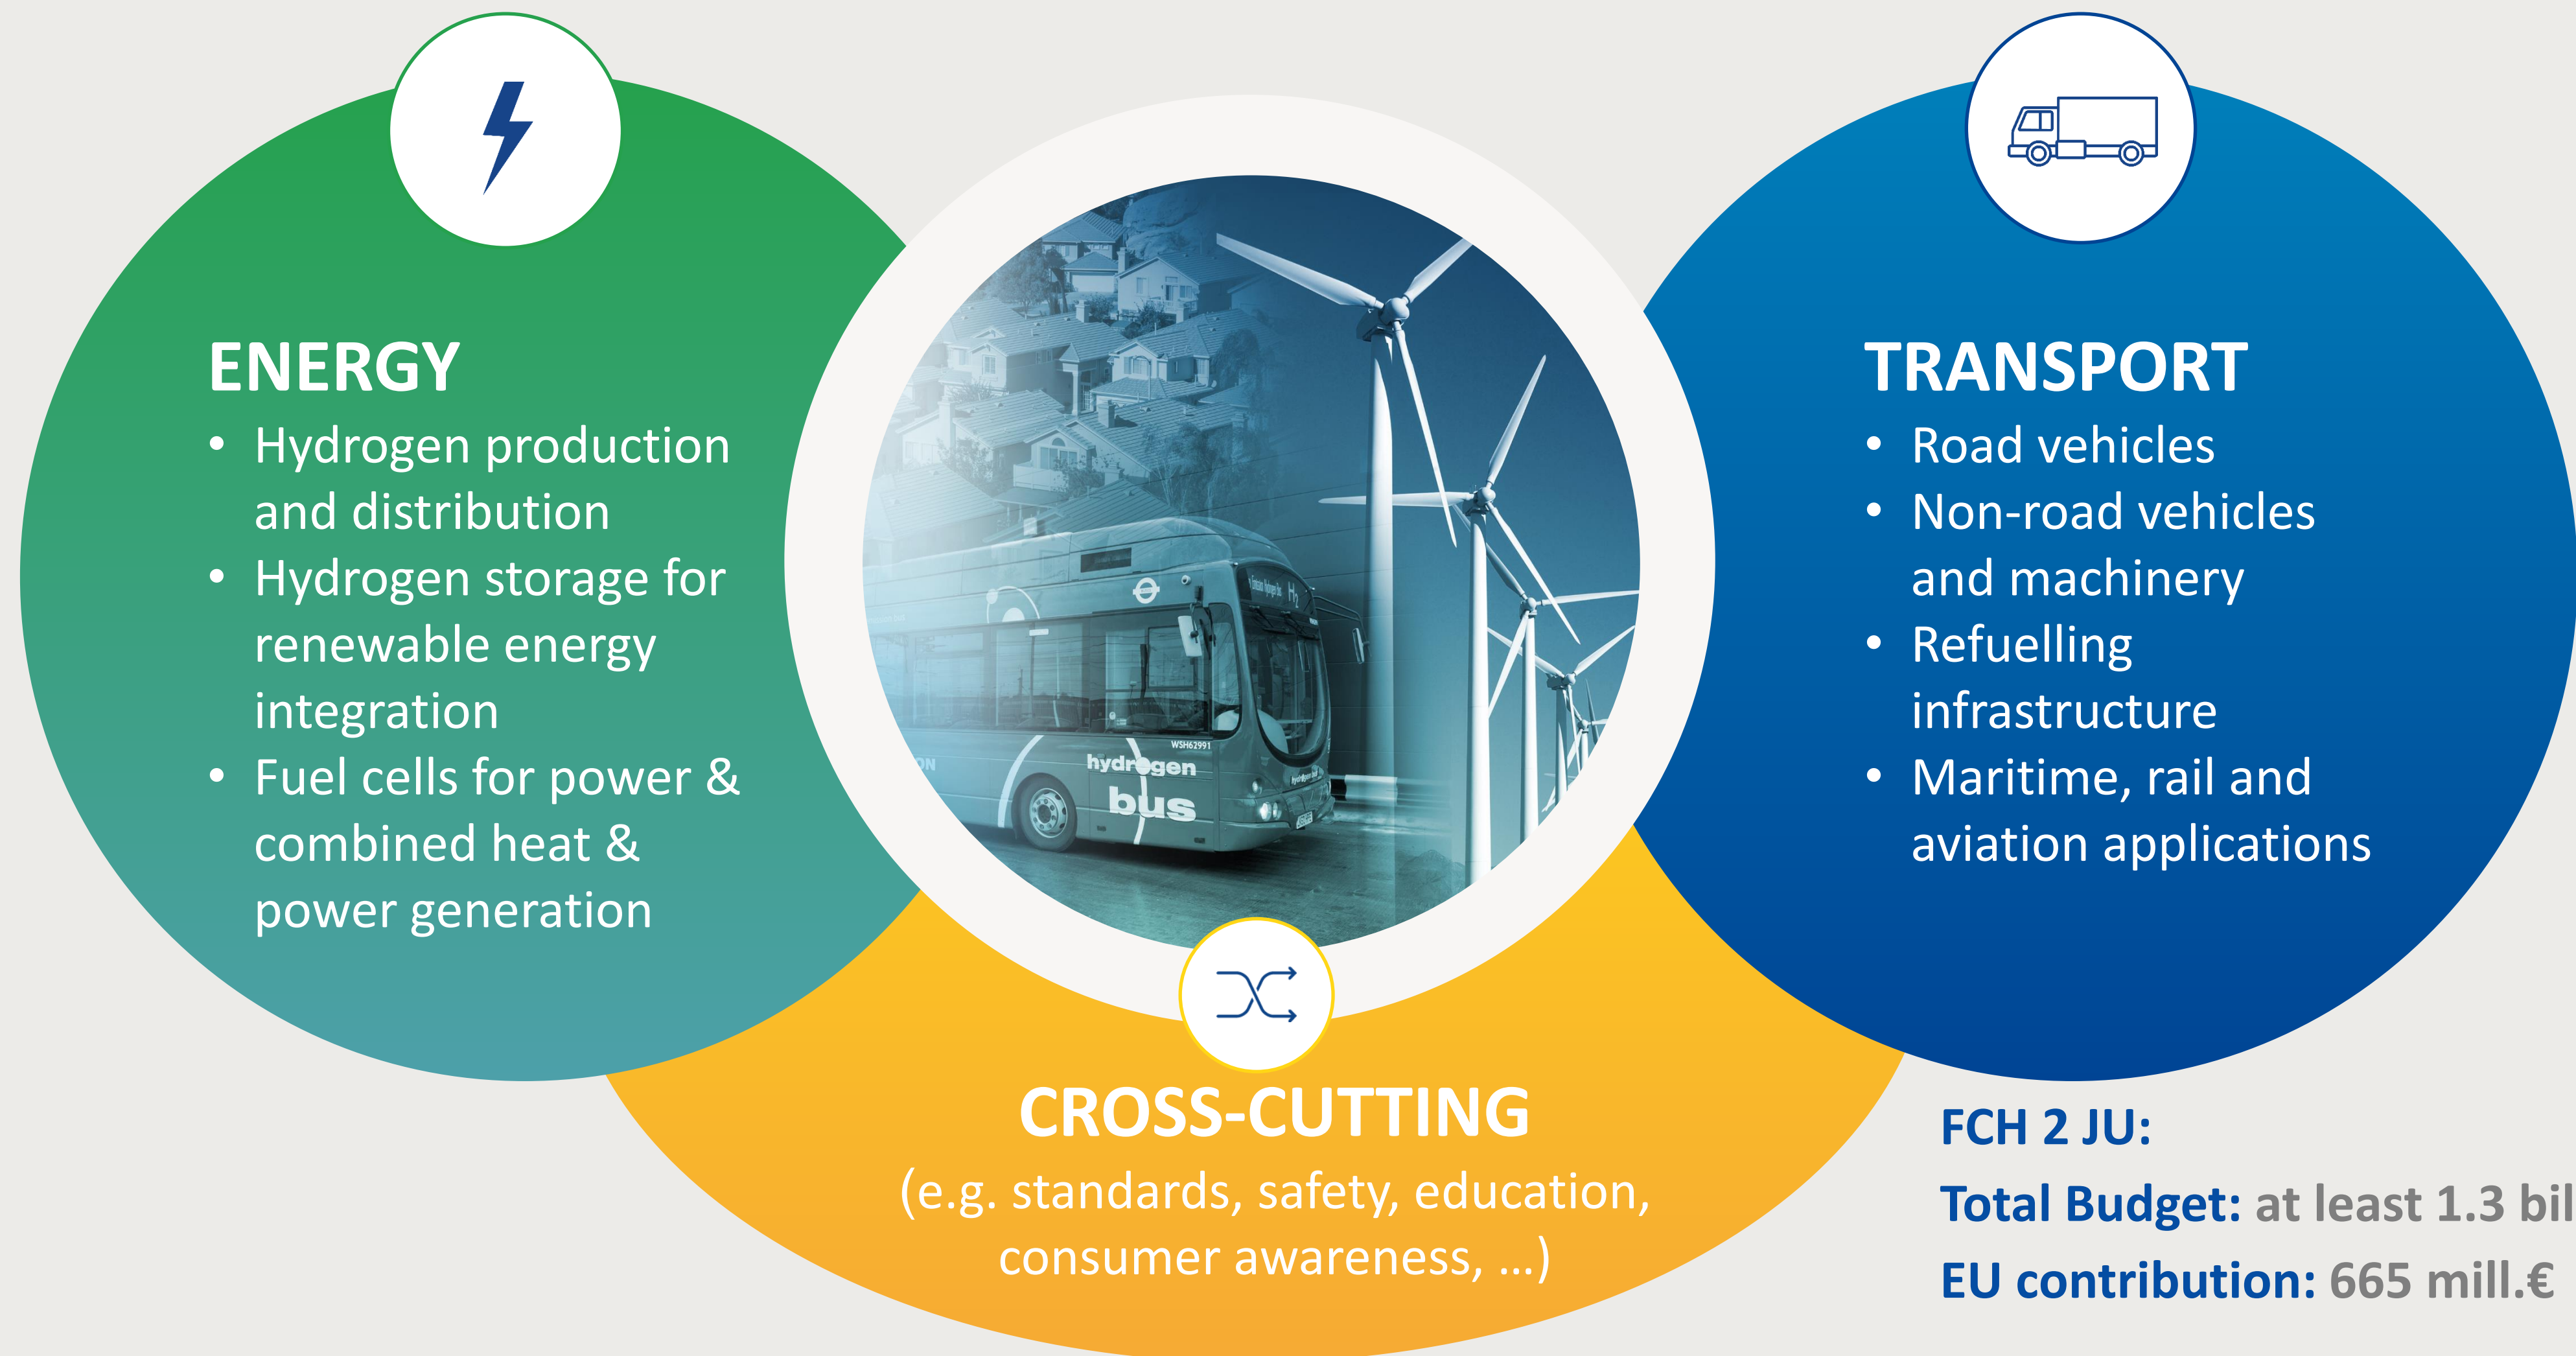 ENERGY
• Hydrogen production
and distribution
• Hydrogen storage for
renewable energy
integration
• Fuel cells for power &
combined heat &
power generation
H2
WSH62991
hydrogen
bus
TRANSPORT
• Road vehicles
• Non-road vehicles
and machinery
• Refuelling
infrastructure
• Maritime, rail and
aviation applications
CROSS-CUTTING
(e.g. standards, safety, education,
consumer awareness, ...)
FCH 2 JU:
Total Budget: at least 1.3 bil
EU contribution: 665 mill.€